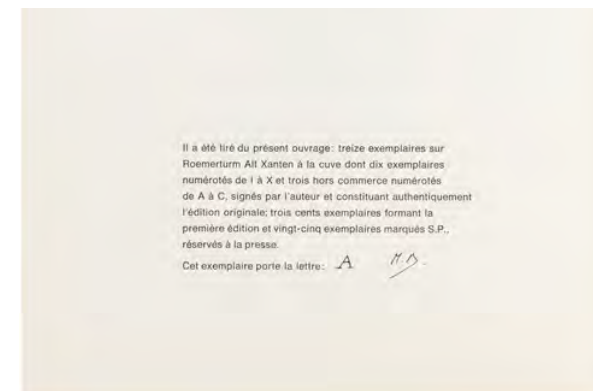 Il a été tiré du présent ouvrage: treize exemplaires sur
Roemerturm Alt Xanten à la cuve dont dix exemplaires
numérotés de I à X et trois hors commerce numérotés
de A à C, signés par l'auteur et constituant authentiquement
l'édition originale; trois cents exemplaires formant la
première édition et vingt-cinq exemplaires marqués S.P.,
réservés à la presse.
Cet exemplaire porte la lettre: A M.B.